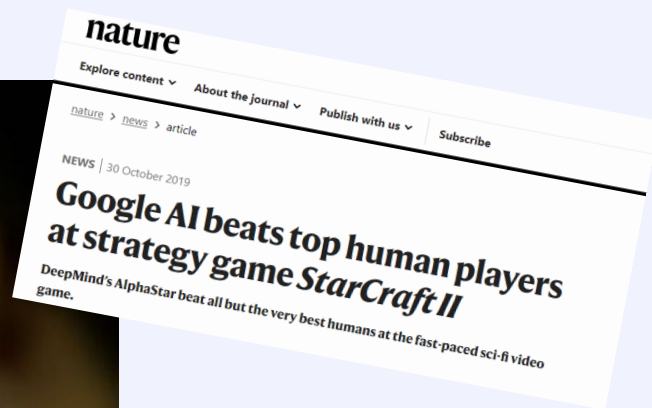 nature
Explore content About the journal Publish with us Subscribe
nature > news > article
NEWS | 30 October 2019
Google AI beats top human players
at strategy game StarCraft II
DeepMind's AlphaStar beat all but the very best humans at the fast-paced sci-fi video
game.